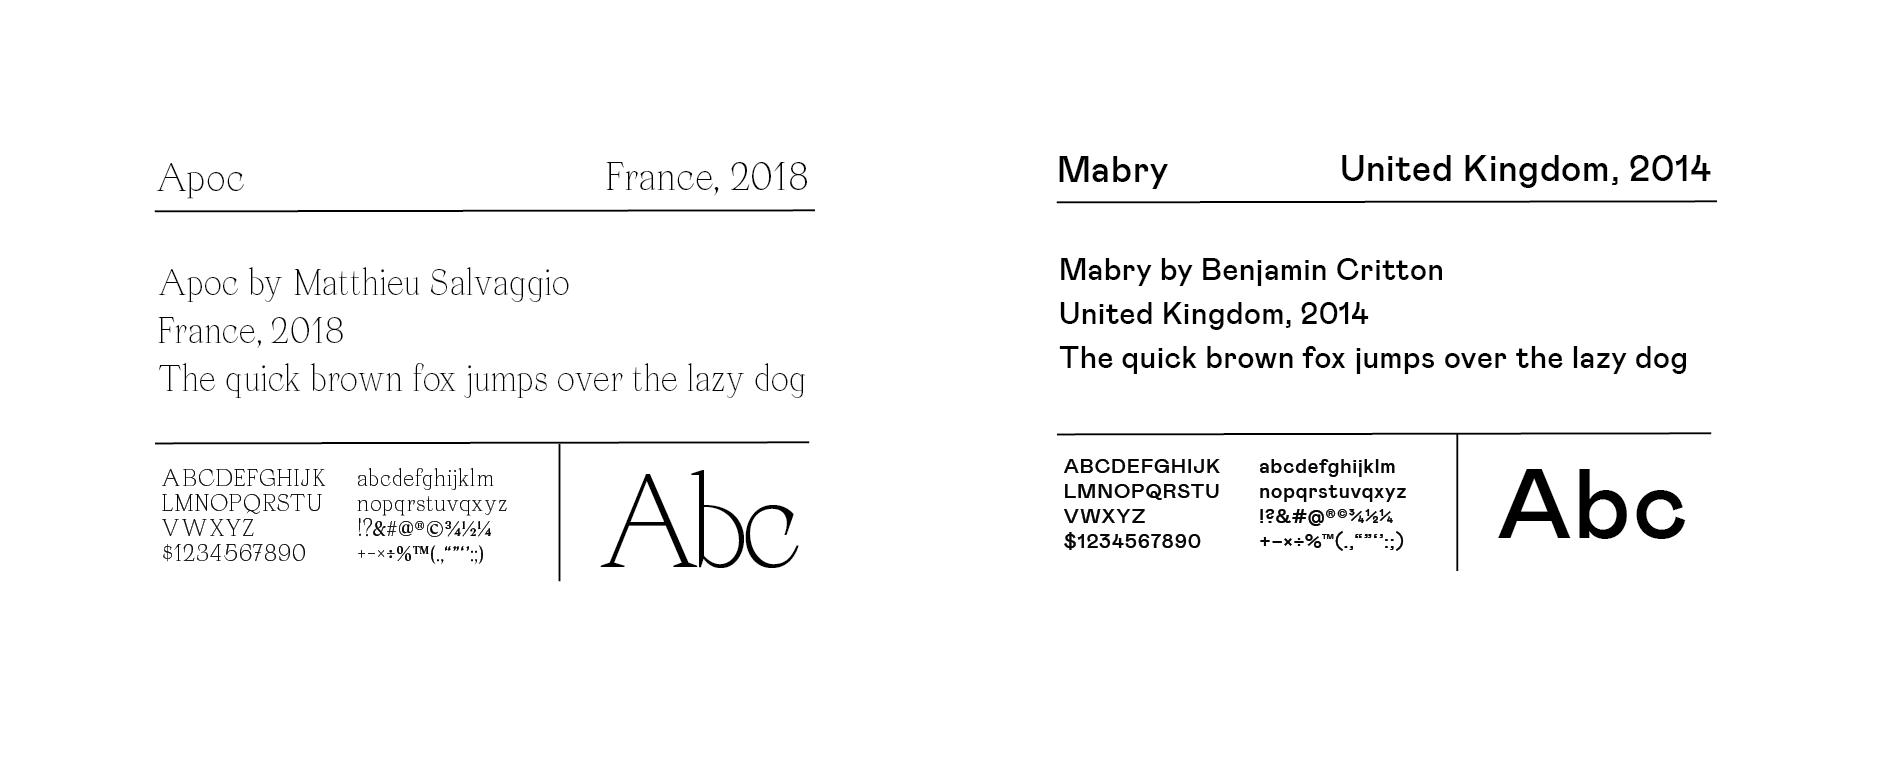 Apoc
France, 2018
Apoc by Matthieu Salvaggio
France, 2018
The quick brown fox jumps over the lazy dog
ABCDEFGHIJK
LMNOPQRSTU
VWXYZ
$1234567890
abcdefghijklm
nopqrstuvqxyz
!?&#@®©¾½¼
+−×÷%™(.,“”‘’:;)
Abc
Mabry
United Kingdom, 2014
Mabry by Benjamin Critton
United Kingdom, 2014
The quick brown fox jumps over the lazy dog
ABCDEFGHIJK
LMNOPQRSTU
VWXYZ
$1234567890
abcdefghijklm
nopqrstuvqxyz
!?&#@®©¾½¼
+−×÷%™(.,“”‘’:;)
Abc